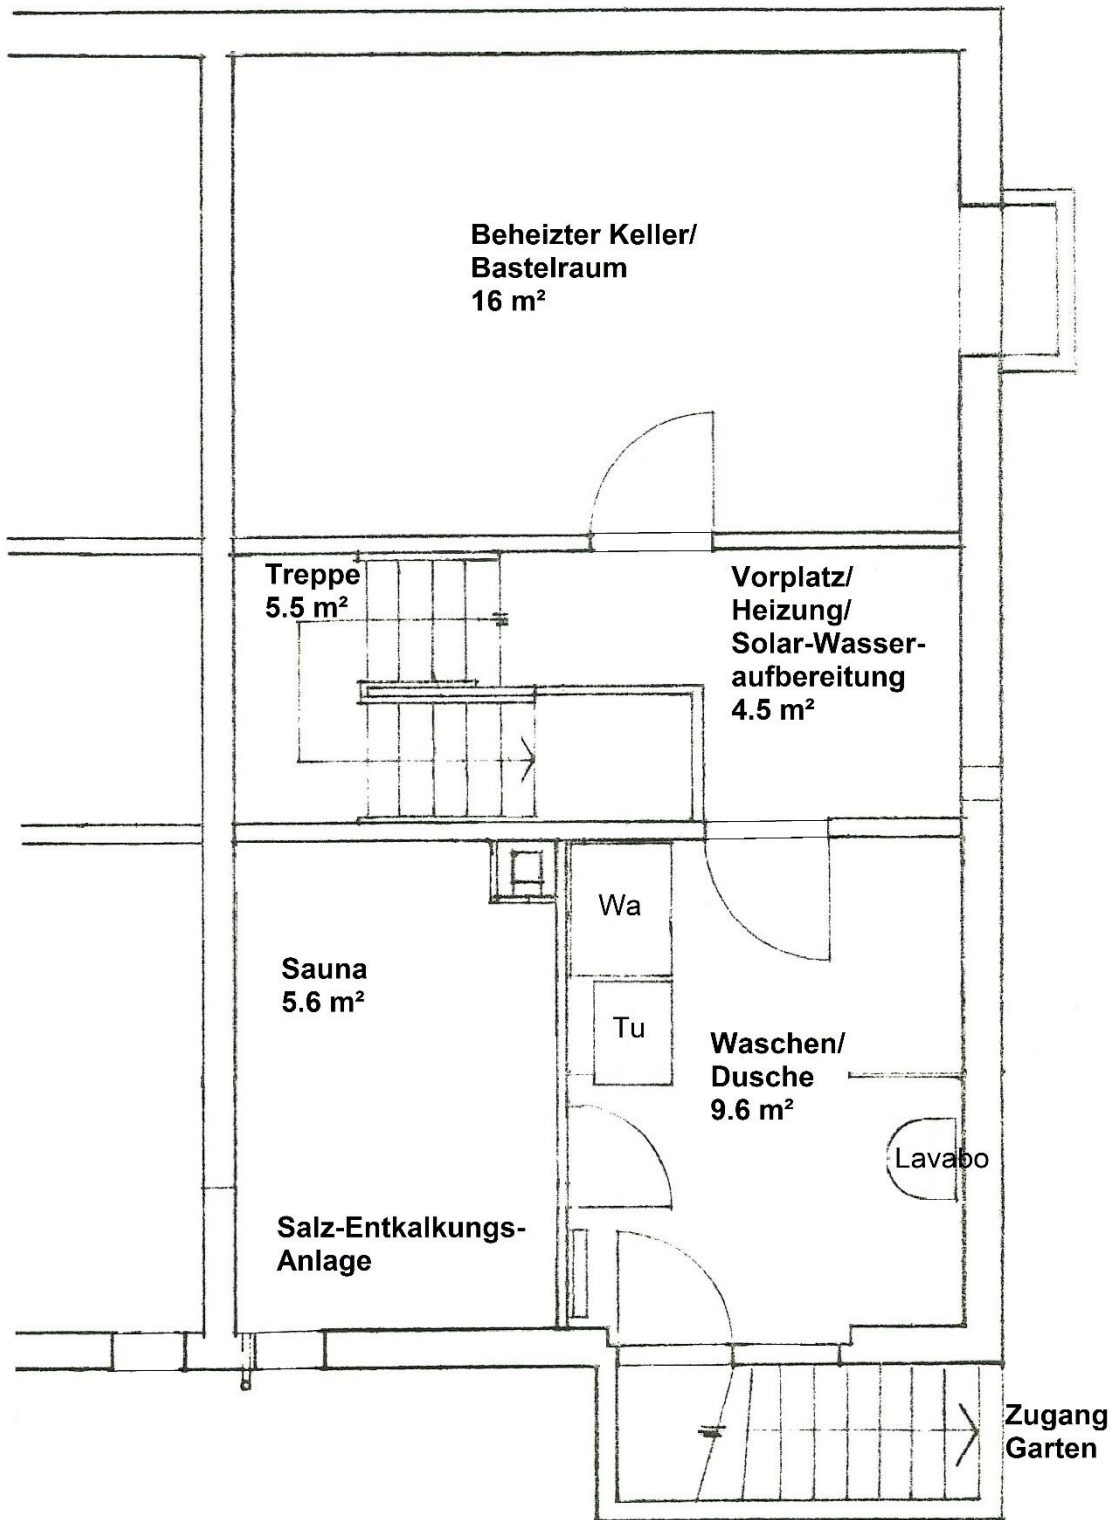 Beheizter Keller/
Bastelraum
16 m²
Treppe
5.5 m²
Vorplatz/
Heizung/
Solar-Wasser-
aufbereitung
4.5 m²
Wa
Sauna
5.6 m²
Tu
Waschen/
Dusche
9.6 m²
Lavabo
Salz-Entkalkungs-
Anlage
Zugang
Garten